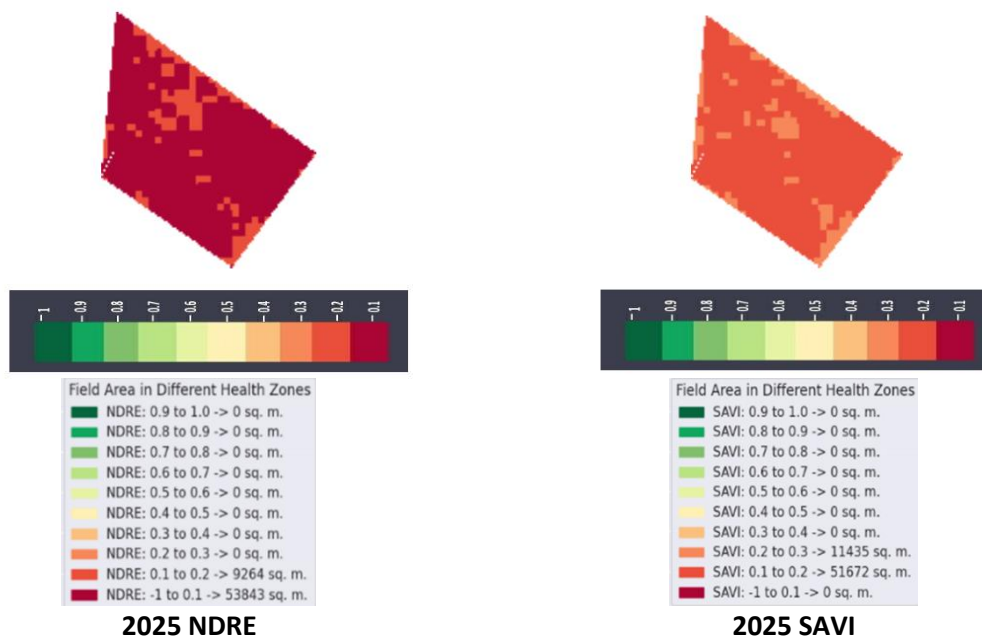 1
0.9
0.8
0.7
0.6
0.5
0.4
0.3
0.2
0.1
Field Area in Different Health Zones
NDRE: 0.9 to 1.0 -> 0 sq. m.
NDRE: 0.8 to 0.9 -> 0 sq. m.
NDRE: 0.7 to 0.8 -> 0 sq. m.
NDRE: 0.6 to 0.7 -> 0 sq. m.
NDRE: 0.5 to 0.6 -> 0 sq. m.
NDRE: 0.4 to 0.5 -> 0 sq. m.
NDRE: 0.3 to 0.4 -> 0 sq. m.
NDRE: 0.2 to 0.3 -> 0 sq. m.
NDRE: 0.1 to 0.2 -> 9264 sq. m.
NDRE: -1 to 0.1 -> 53843 sq. m.
2025 NDRE
1
0.9
0.8
0.7
0.6
0.5
0.4
0.3
0.2
0.1
Field Area in Different Health Zones
SAVI: 0.9 to 1.0 -> 0 sq. m.
SAVI: 0.8 to 0.9 -> 0 sq. m.
SAVI: 0.7 to 0.8 -> 0 sq. m.
SAVI: 0.6 to 0.7 -> 0 sq. m.
SAVI: 0.5 to 0.6 -> 0 sq. m.
SAVI: 0.4 to 0.5 -> 0 sq. m.
SAVI: 0.3 to 0.4 -> 0 sq. m.
SAVI: 0.2 to 0.3 -> 11435 sq. m.
SAVI: 0.1 to 0.2 -> 51672 sq. m.
SAVI: -1 to 0.1 -> 0 sq. m.
2025 SAVI